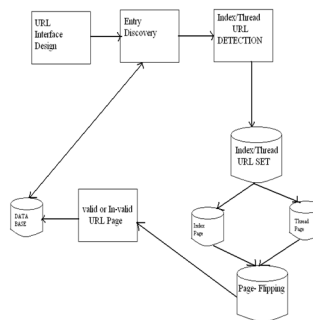 URL
Interface
Design
Entry
Discovery
Index/Thread
URL
DETECTION
Index/Thread
URL SET
Index
Page
Thread
Page
Page- Flipping
valid or In-valid
URL Page
DATA
BASE